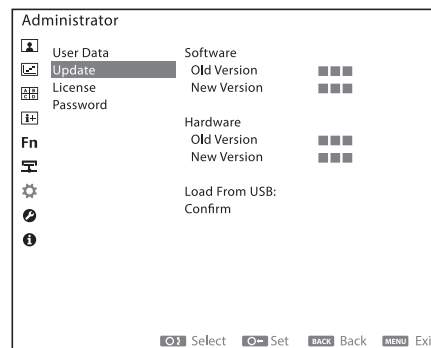 Administrator
User Data
Update
License
Password
Software
Old Version
New Version
Hardware
Old Version
New Version
Load From USB:
Confirm
A B
C D
i+
Fn
Select Set BACK Back MENU Exi